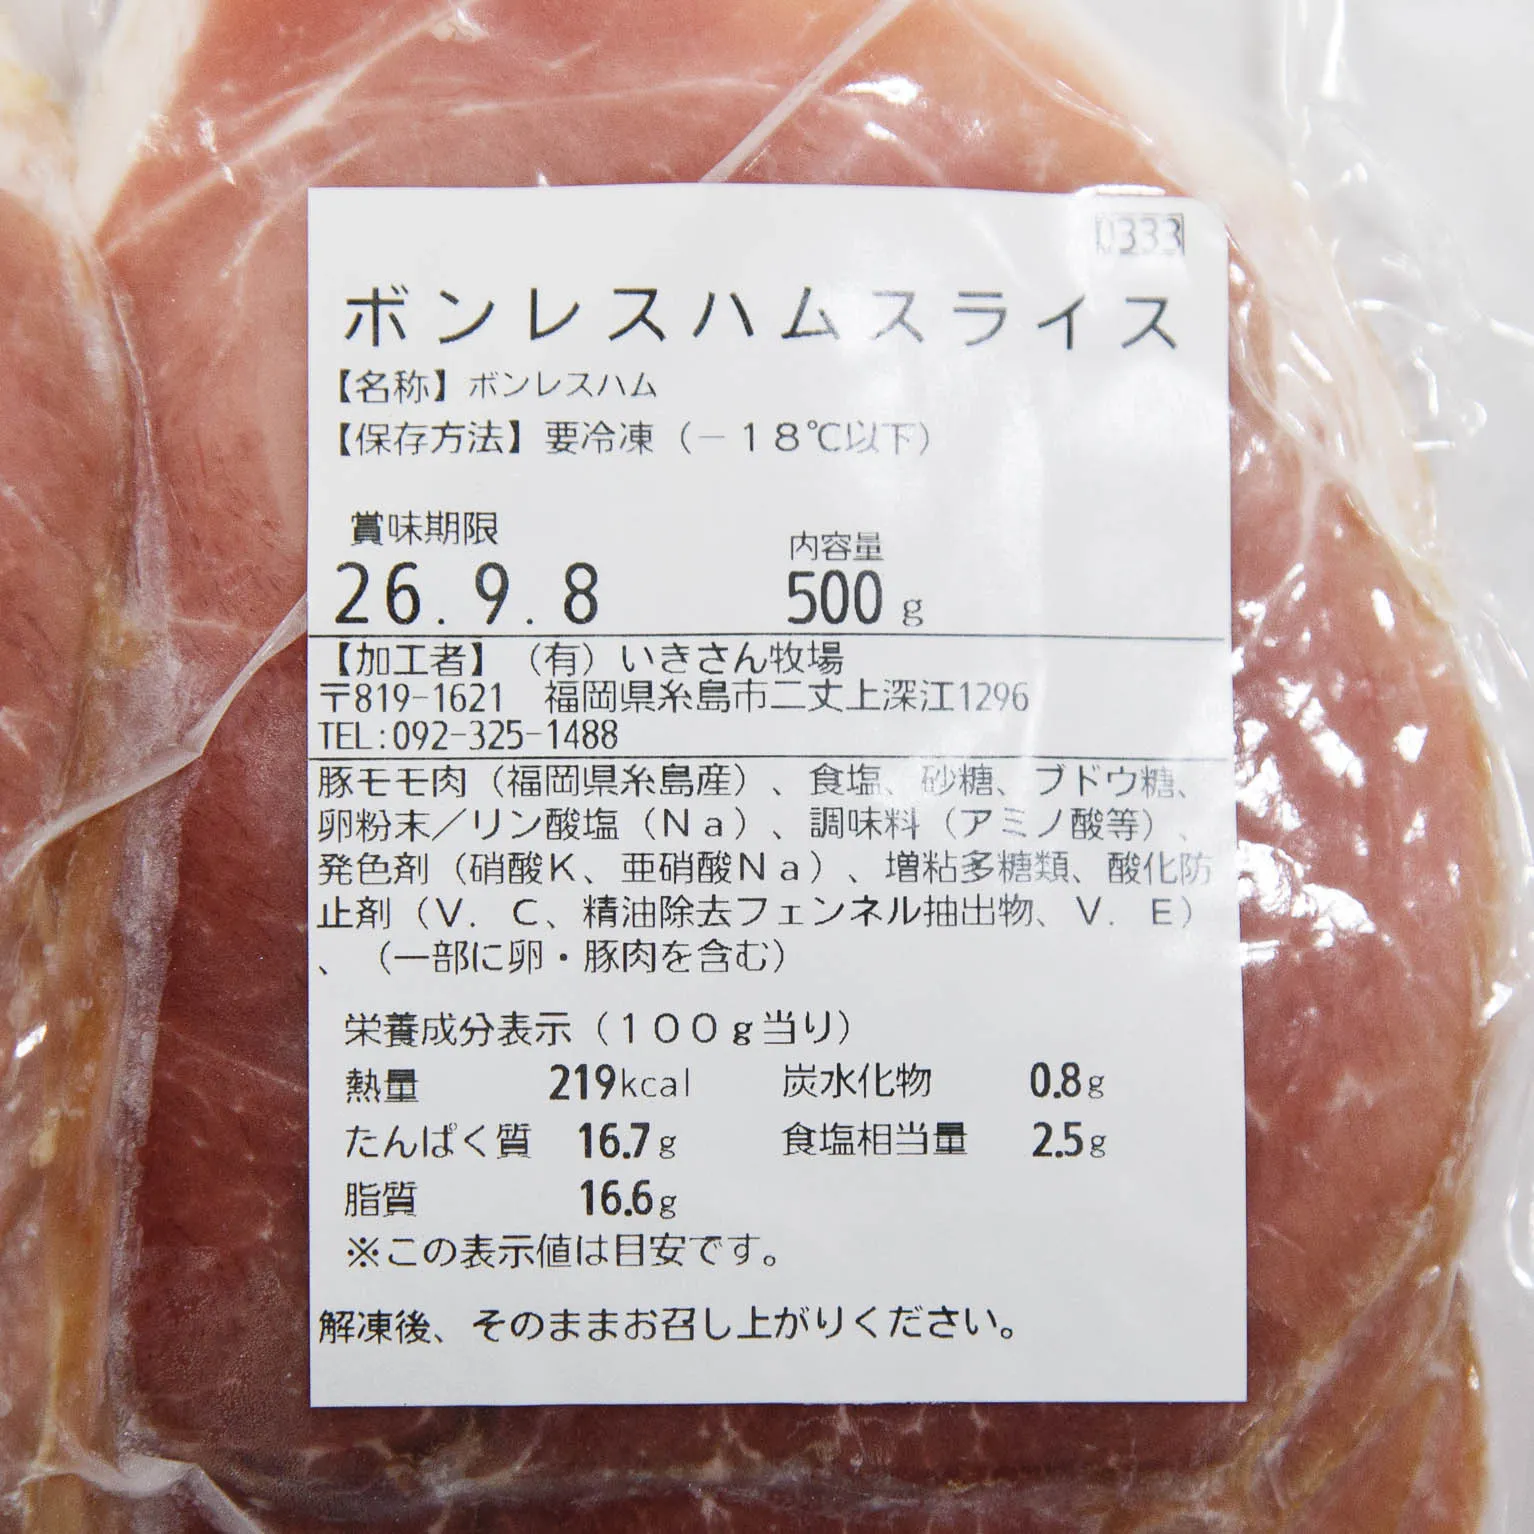 0333
ボンレスハムスライス
【名称】ボンレスハム
【保存方法】要冷凍（－１８℃以下）
賞味期限 内容量
26.9.8 500g
【加工者】（有）いきさん牧場
〒819-1621 福岡県糸島市二丈上深江1296
TEL:092-325-1488
豚モモ肉（福岡県糸島産）、食塩、砂糖、ブドウ糖、
卵粉末／リン酸塩（Ｎａ）、調味料（アミノ酸等）、
発色剤（硝酸Ｋ、亜硝酸Ｎａ）、増粘多糖類、酸化防
止剤（Ｖ．Ｃ、精油除去フェンネル抽出物、Ｖ．Ｅ）
、（一部に卵・豚肉を含む）
栄養成分表示（１００ｇ当り）
熱量 219kcal 炭水化物 0.8g
たんぱく質 16.7g 食塩相当量 2.5g
脂質 16.6g
※この表示値は目安です。
解凍後、そのままお召し上がりください。